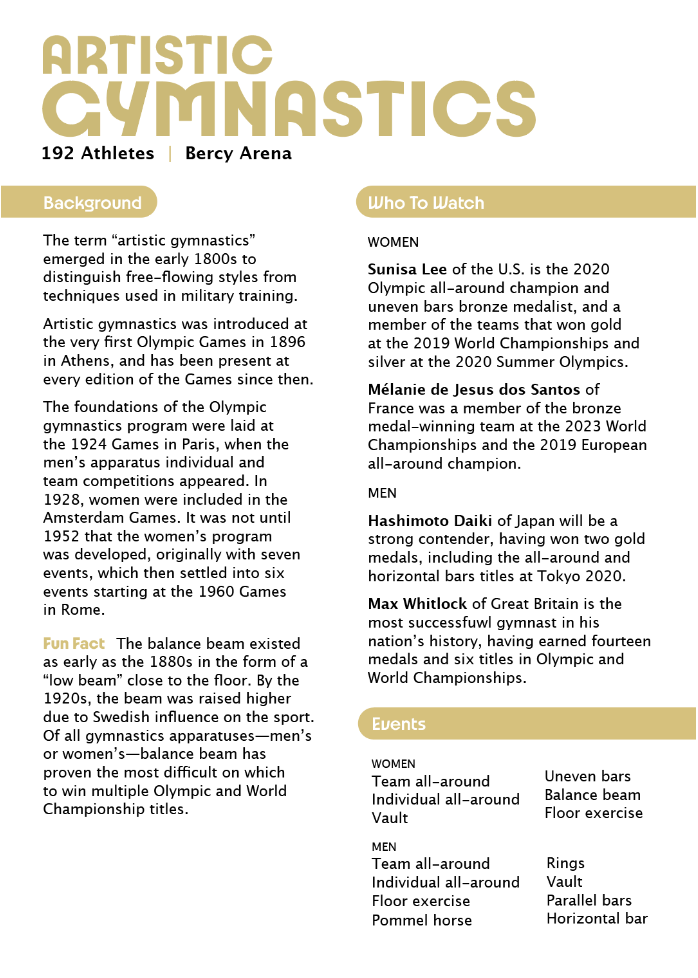 ARTISTIC
GYMNASTICS
192 Athletes | Bercy Arena
Background
The term “artistic gymnastics”
emerged in the early 1800s to
distinguish free-flowing styles from
techniques used in military training.
Artistic gymnastics was introduced at
the very first Olympic Games in 1896
in Athens, and has been present at
every edition of the Games since then.
The foundations of the Olympic
gymnastics program were laid at
the 1924 Games in Paris, when the
men’s apparatus individual and
team competitions appeared. In
1928, women were included in the
Amsterdam Games. It was not until
1952 that the women’s program
was developed, originally with seven
events, which then settled into six
events starting at the 1960 Games
in Rome.
Fun Fact The balance beam existed
as early as the 1880s in the form of a
“low beam” close to the floor. By the
1920s, the beam was raised higher
due to Swedish influence on the sport.
Of all gymnastics apparatuses—men’s
or women’s—balance beam has
proven the most difficult on which
to win multiple Olympic and World
Championship titles.
Who To Watch
WOMEN
Sunisa Lee of the U.S. is the 2020
Olympic all-around champion and
uneven bars bronze medalist, and a
member of the teams that won gold
at the 2019 World Championships and
silver at the 2020 Summer Olympics.
Mélanie de Jesus dos Santos of
France was a member of the bronze
medal-winning team at the 2023 World
Championships and the 2019 European
all-around champion.
MEN
Hashimoto Daiki of Japan will be a
strong contender, having won two gold
medals, including the all-around and
horizontal bars titles at Tokyo 2020.
Max Whitlock of Great Britain is the
most successfuwl gymnast in his
nation’s history, having earned fourteen
medals and six titles in Olympic and
World Championships.
Events
WOMEN
Team all-around
Individual all-around
Vault
Uneven bars
Balance beam
Floor exercise
MEN
Team all-around
Individual all-around
Floor exercise
Pommel horse
Rings
Vault
Parallel bars
Horizontal bar